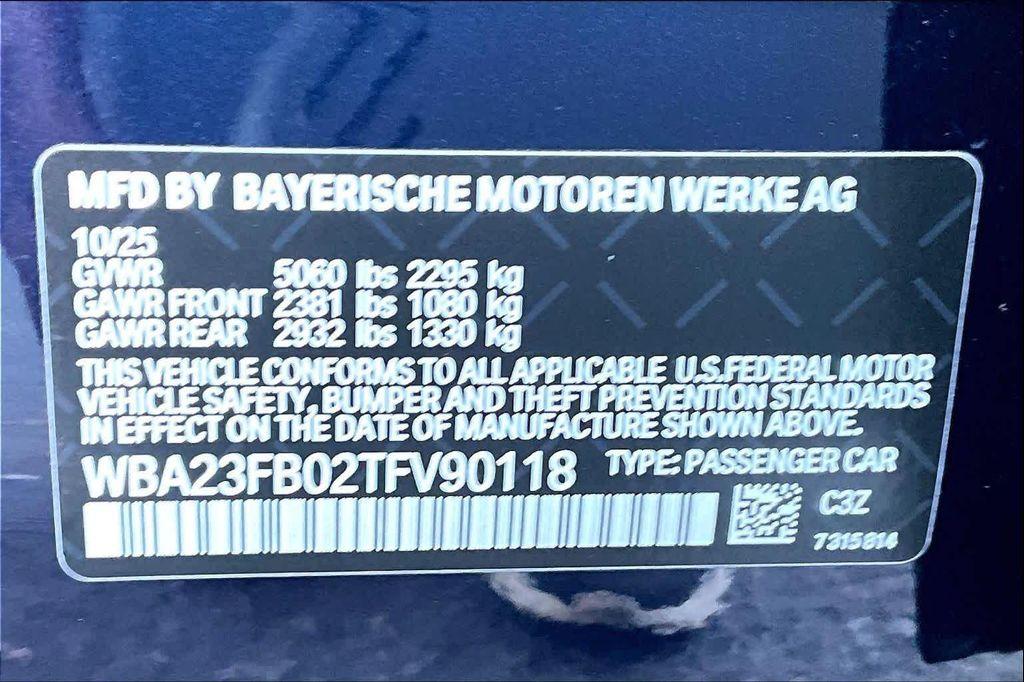 MFD BY BAYERISCHE MOTOREN WERKE AG
10/25
GVWR 5060 lbs 2295 kg
GAWR FRONT 2381 lbs 1080 kg
GAWR REAR 2932 lbs 1330 kg
THIS VEHICLE CONFORMS TO ALL APPLICABLE U.S.FEDERAL MOTOR
VEHICLE SAFETY, BUMPER AND THEFT PREVENTION STANDARDS
IN EFFECT ON THE DATE OF MANUFACTURE SHOWN ABOVE.
WBA23FB02TFV90118 TYPE: PASSENGER CAR
C3Z
7315814